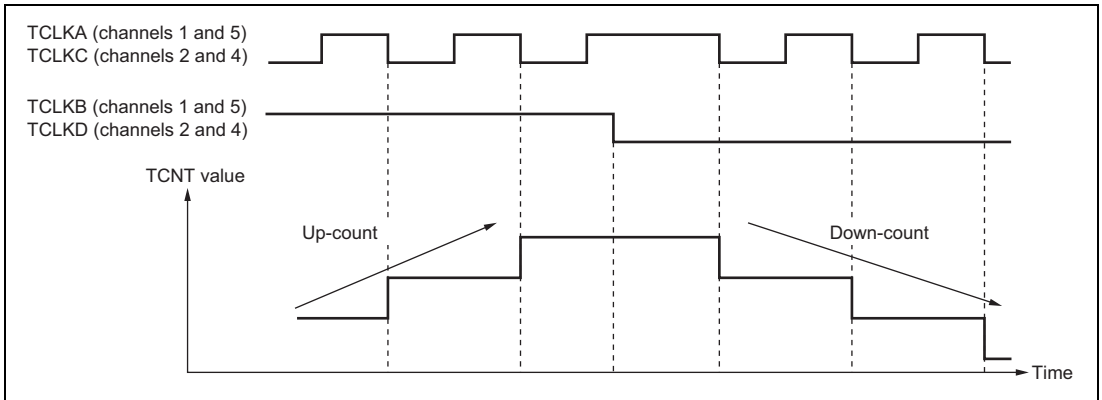 TCLKA (channels 1 and 5)
TCLKC (channels 2 and 4)
TCLKB (channels 1 and 5)
TCLKD (channels 2 and 4)
TCNT value
Up-count
Down-count
Time